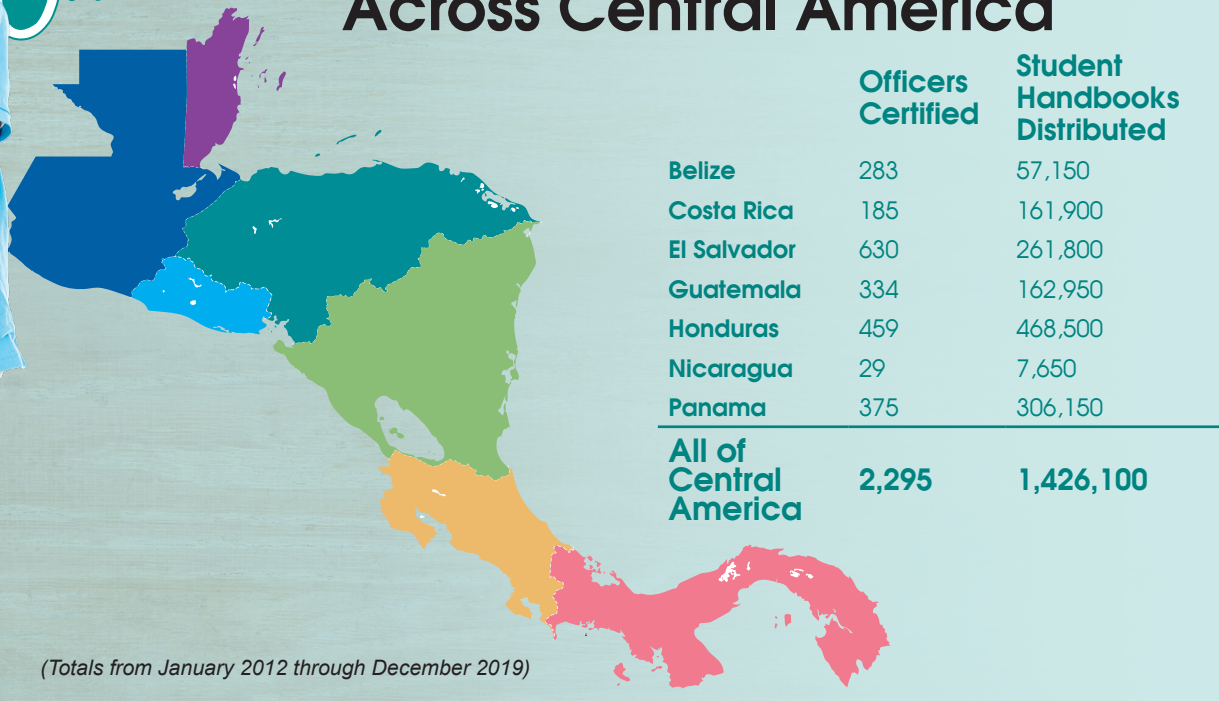 Across Central America
Officers
Certified
Student
Handbooks
Distributed
Belize 283 57,150
Costa Rica 185 161,900
El Salvador 630 261,800
Guatemala 334 162,950
Honduras 459 468,500
Nicaragua 29 7,650
Panama 375 306,150
All of
Central
America
2,295 1,426,100
(Totals from January 2012 through December 2019)